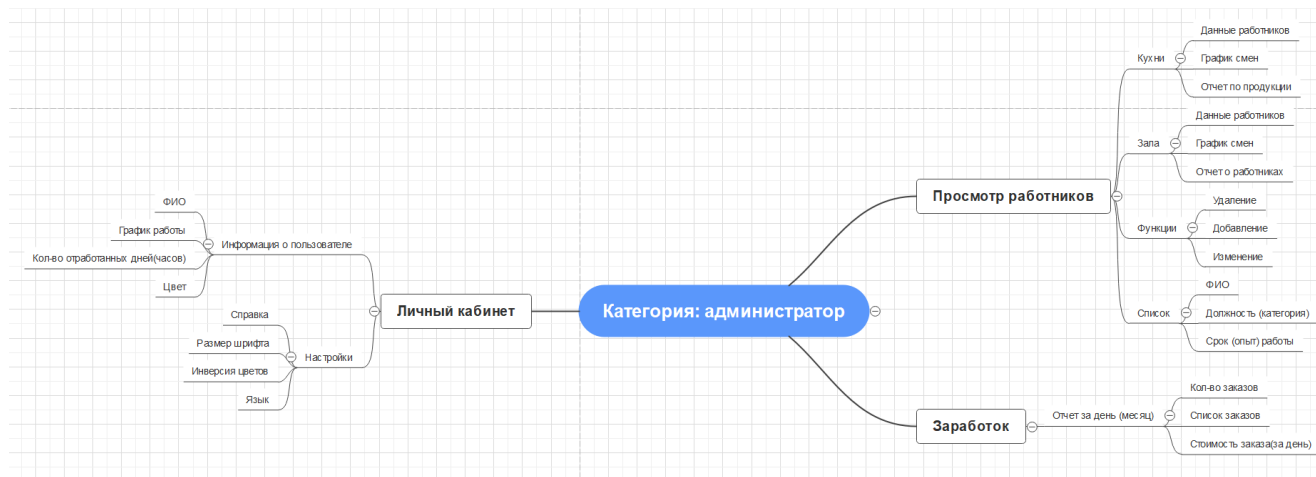 Категория: администратор
Просмотр работников
Кухни
Данные работников
График смен
Отчет по продукции
Зала
Данные работников
График смен
Отчет о работниках
Функции
Удаление
Добавление
Изменение
Список
ФИО
Должность (категория)
Срок (опыт) работы
Заработок
Отчет за день (месяц)
Кол-во заказов
Список заказов
Стоимость заказа(за день)
Личный кабинет
Информация о пользователе
ФИО
График работы
Кол-во отработанных дней(часов)
Цвет
Настройки
Справка
Размер шрифта
Инверсия цветов
Язык